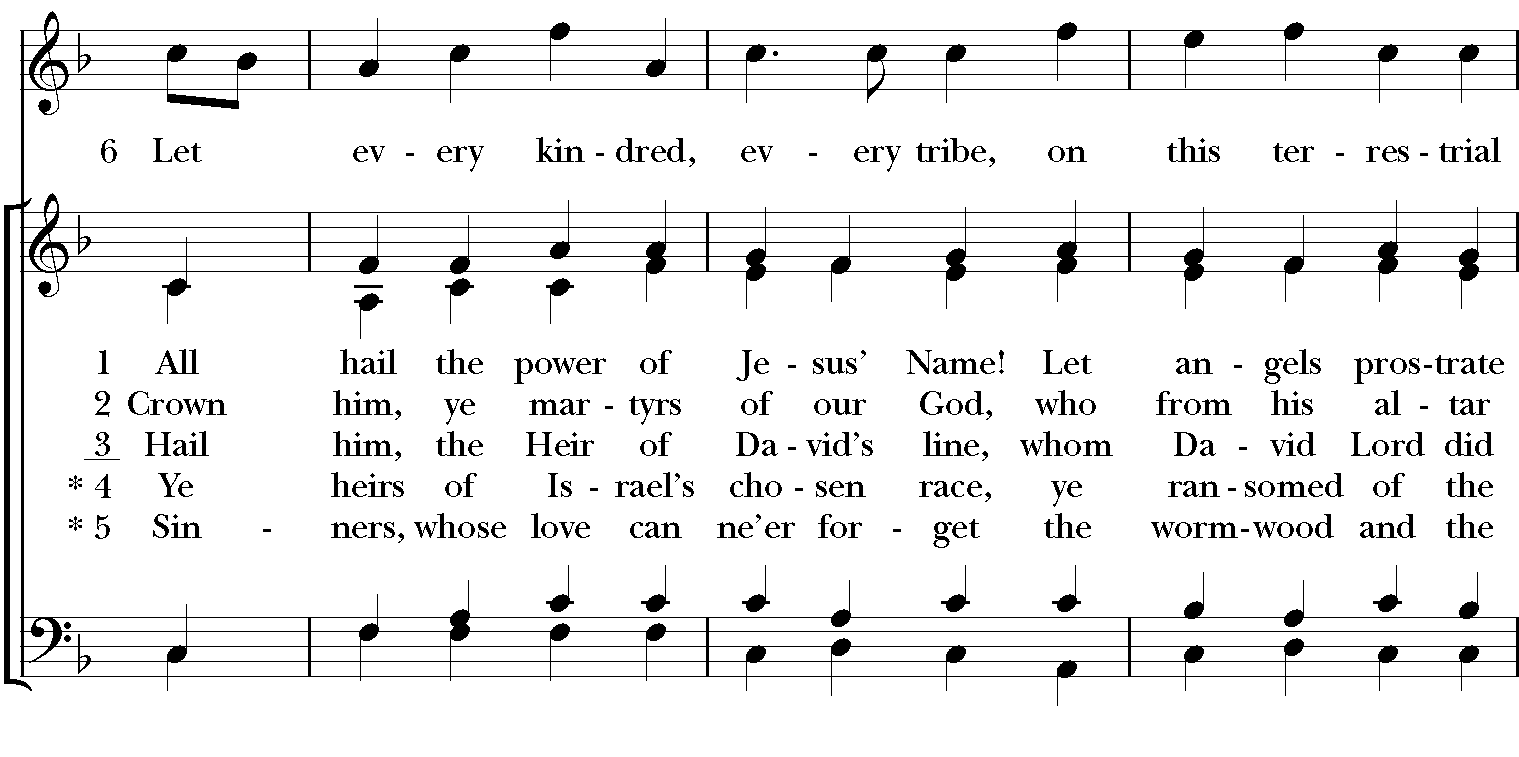 6 Let ev - ery kin - dred, ev - ery tribe, on this ter - res - trial
1 All hail the power of Je - sus’ Name! Let an - gels pros-trate
2 Crown him, ye mar - tyrs of our God, who from his al - tar
3 Hail him, the Heir of Da - vid’s line, whom Da - vid Lord did
* 4 Ye heirs of Is - rael’s cho - sen race, ye ran - somed of the
* 5 Sin - ners, whose love can ne’er for - get the worm-wood and the